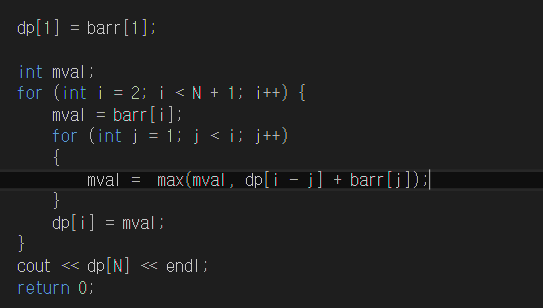 dp[1] = barr[1];
int mval;
for (int i = 2; i < N + 1; i++) {
mval = barr[i];
for (int j = 1; j < i; j++)
{
mval =  max(mval, dp[i - j] + barr[j]);
}
dp[i] = mval;
}
cout << dp[N] << endl;
return 0;